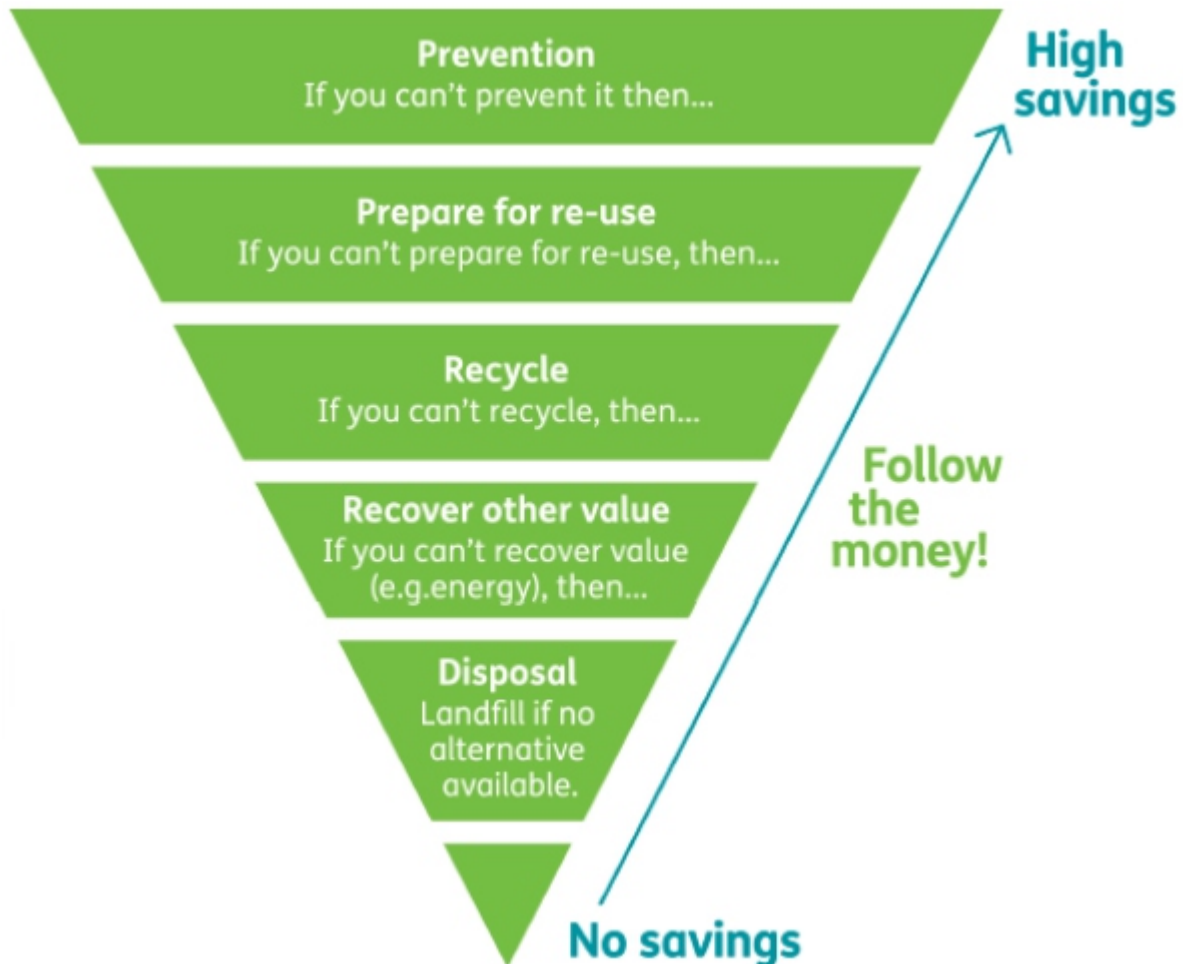 Prevention
If you can't prevent it then...
High
savings
Prepare for re-use
If you can't prepare for re-use, then...
Recycle
If you can't recycle, then...
Follow
the
money!
Recover other value
If you can't recover value
(e.g.energy), then...
Disposal
Landfill if no
alternative
available.
No savings